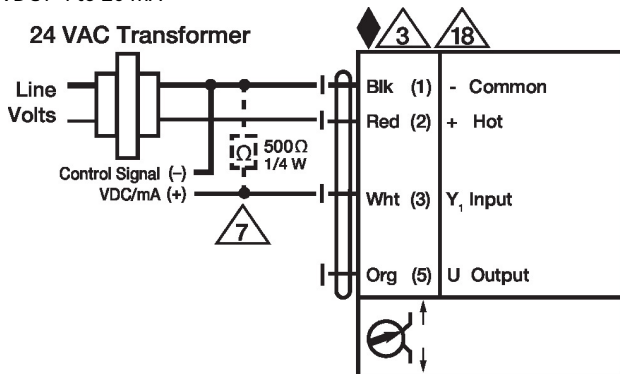 24 VAC Transformer
Line
Volts
3
18
Blk (1) - Common
Red (2) + Hot
Ω 500Ω
1/4 W
Control Signal (–)
VDC/mA (+)
7
Wht (3) Y₁ Input
Org (5) U Output